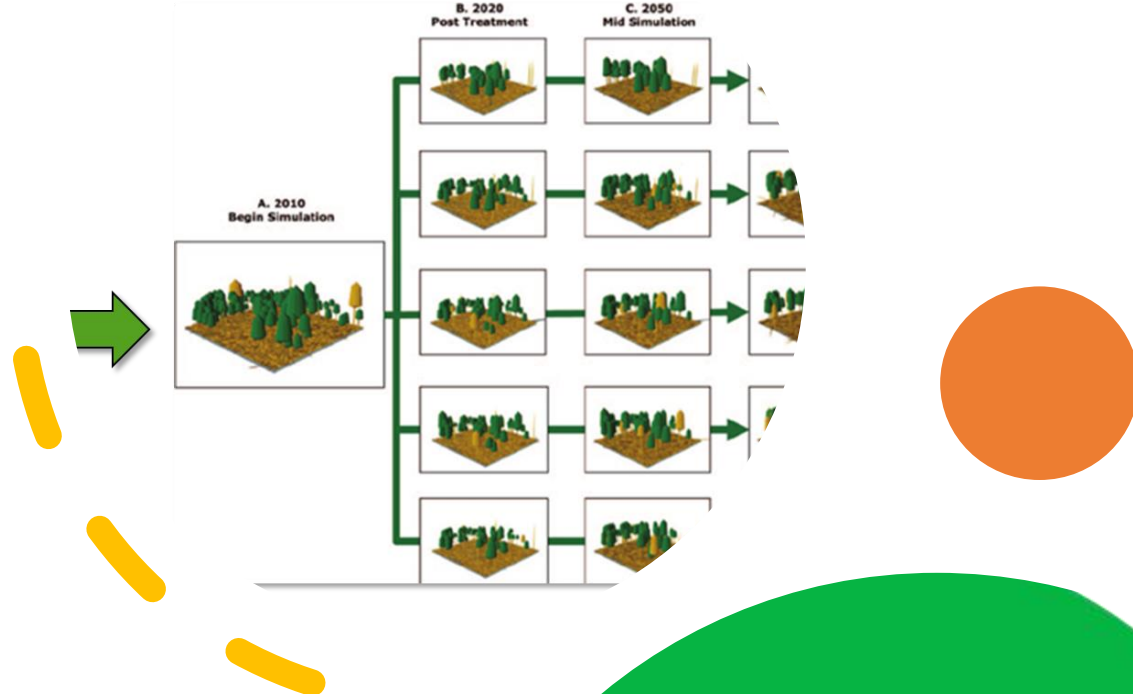 B. 2020
Post Treatment
C. 2050
Mid Simulation
A. 2010
Begin Simulation